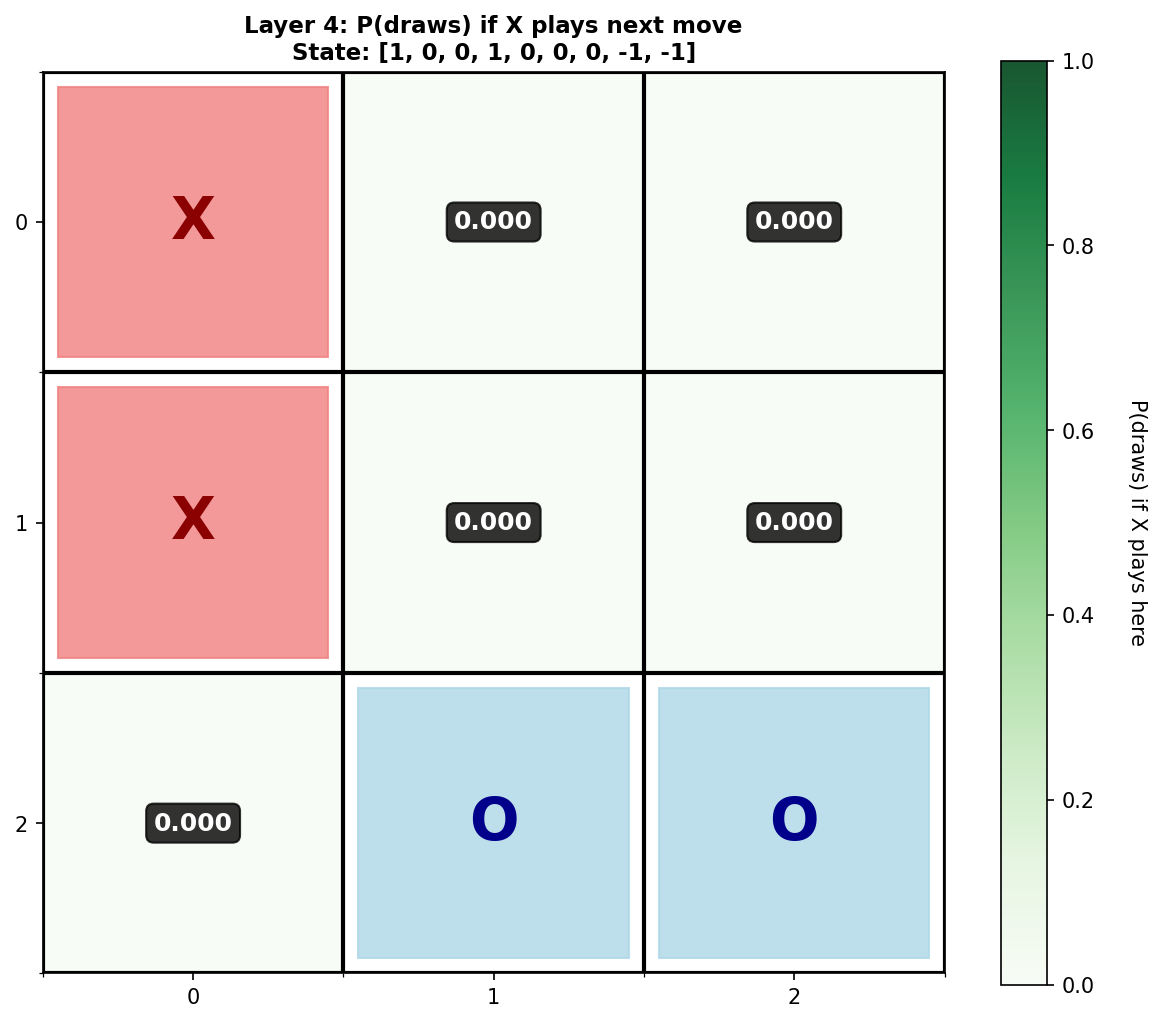 Layer 4: P(draws) if X plays next move
State: [1, 0, 0, 1, 0, 0, 0, -1, -1]
0
X
0.000
0.000
1
X
0.000
0.000
2
0.000
O
O
0
1
2
1.0
0.8
0.6
0.4
0.2
0.0
P(draws) if X plays here